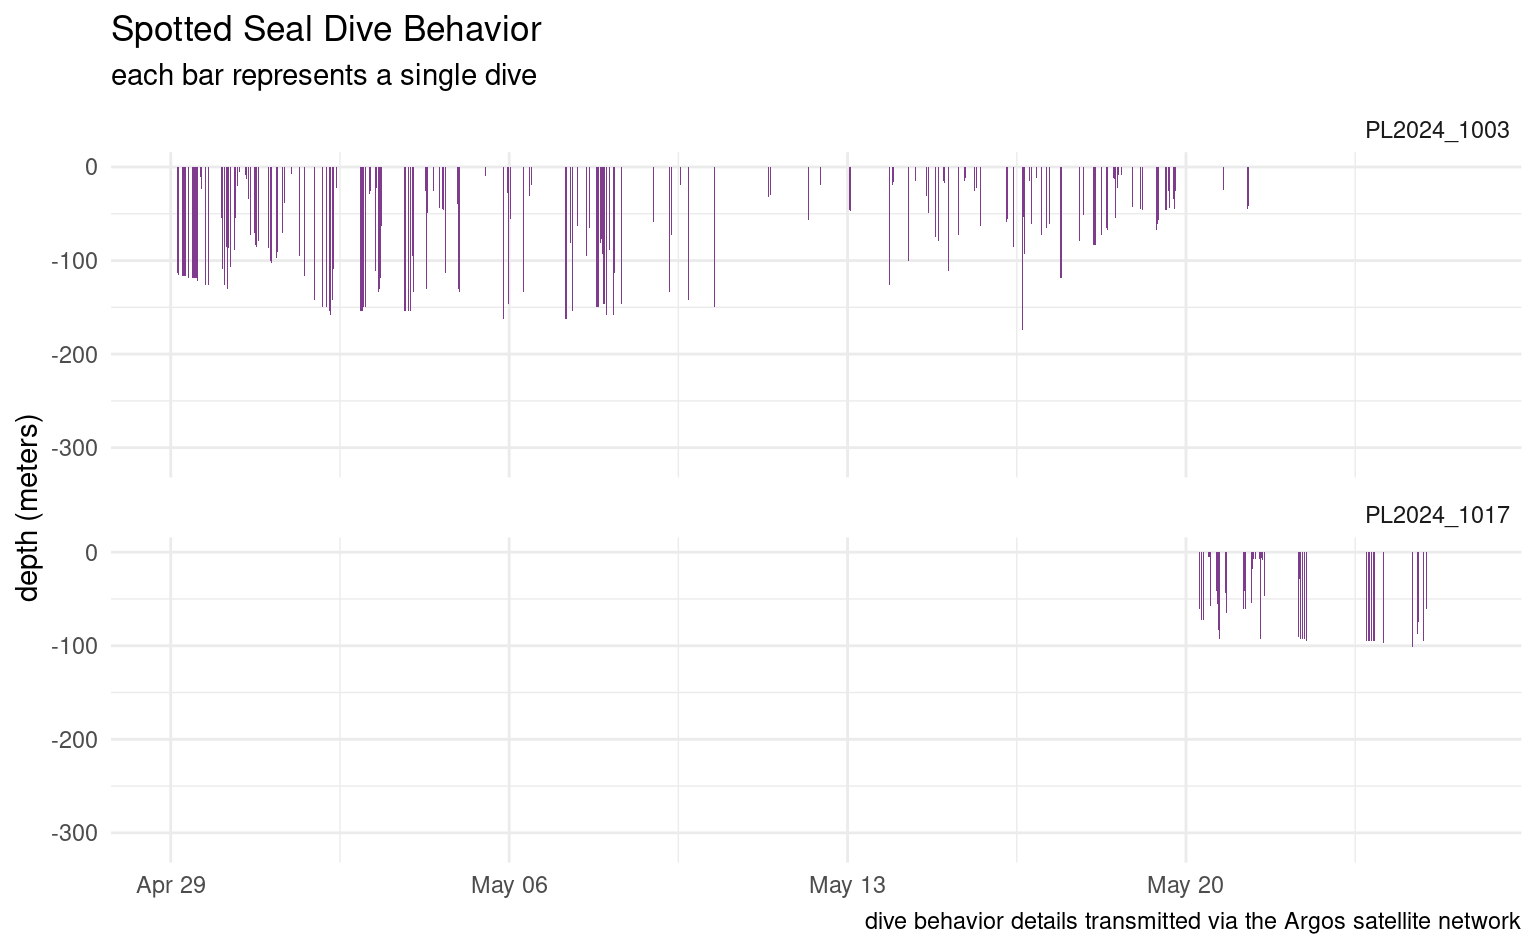 Spotted Seal Dive Behavior
each bar represents a single dive
PL2024_1003
0
-100
-200
-300
depth (meters)
PL2024_1017
0
-100
-200
-300
Apr 29 May 06 May 13 May 20
dive behavior details transmitted via the Argos satellite network